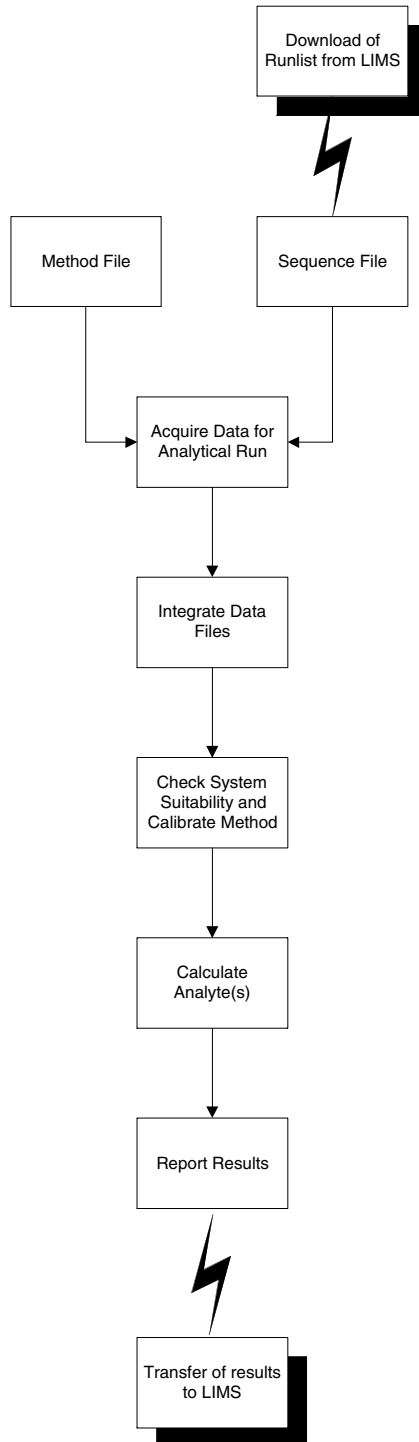 Download of
Runlist from LIMS
Method File
Sequence File
Acquire Data for
Analytical Run
Integrate Data
Files
Check System
Suitability and
Calibrate Method
Calculate
Analyte(s)
Report Results
Transfer of results
to LIMS